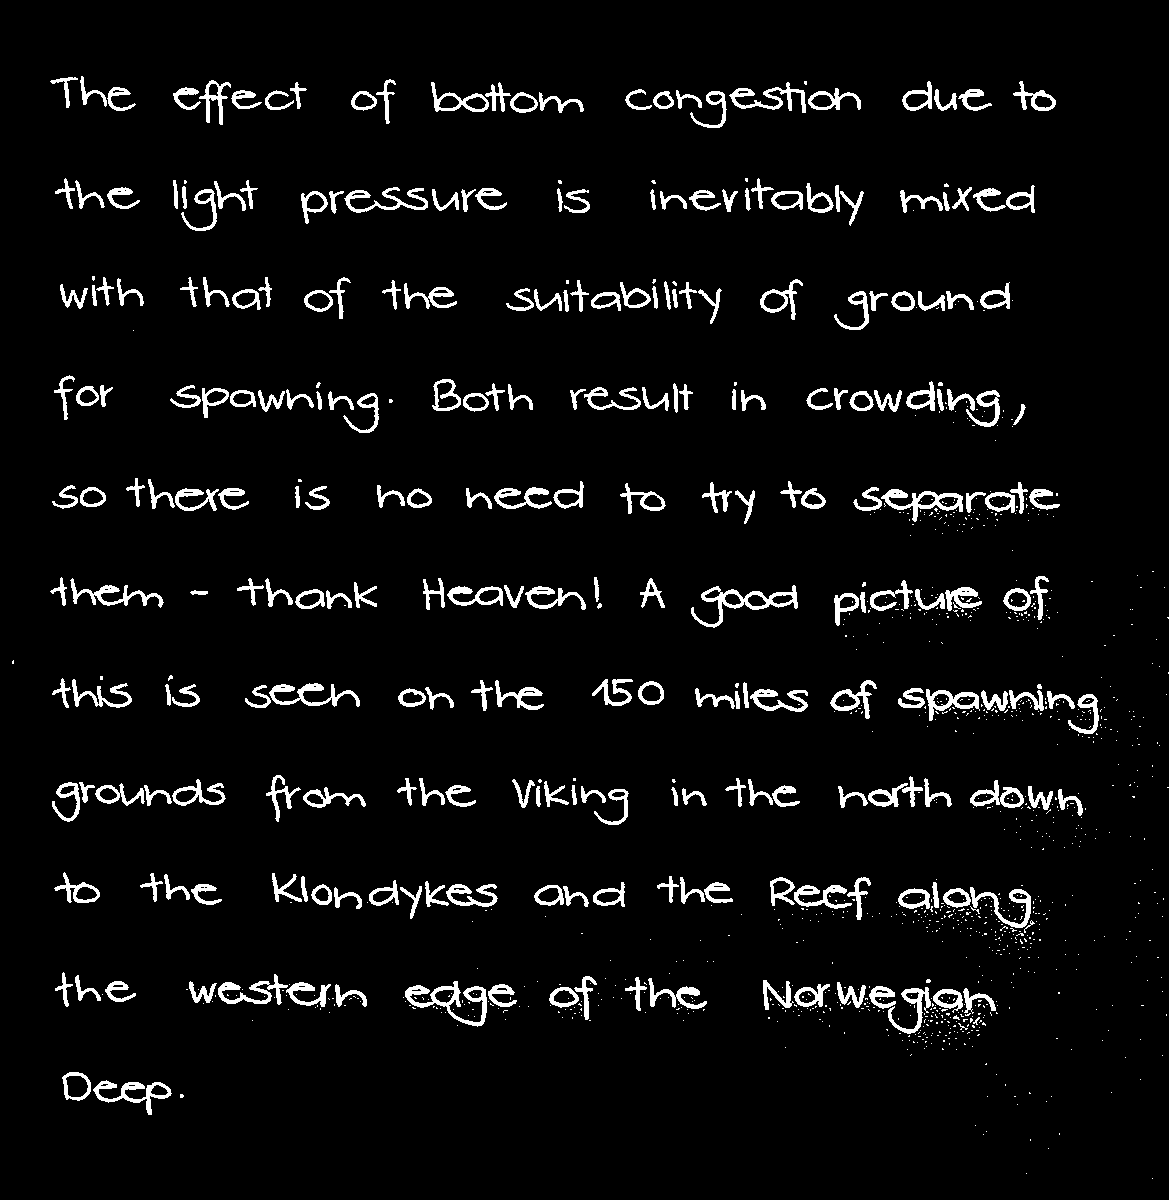 The effect of bottom congestion due to
the light pressure is inevitably mixed
with that of the suitability of ground
for spawning. Both result in crowding,
so there is no need to try to separate
them - thank Heaven! A good picture of
this is seen on the 150 miles of spawning
grounds from the Viking in the north down
to the Klondykes and the Reef along
the western edge of the Norwegian
Deep.